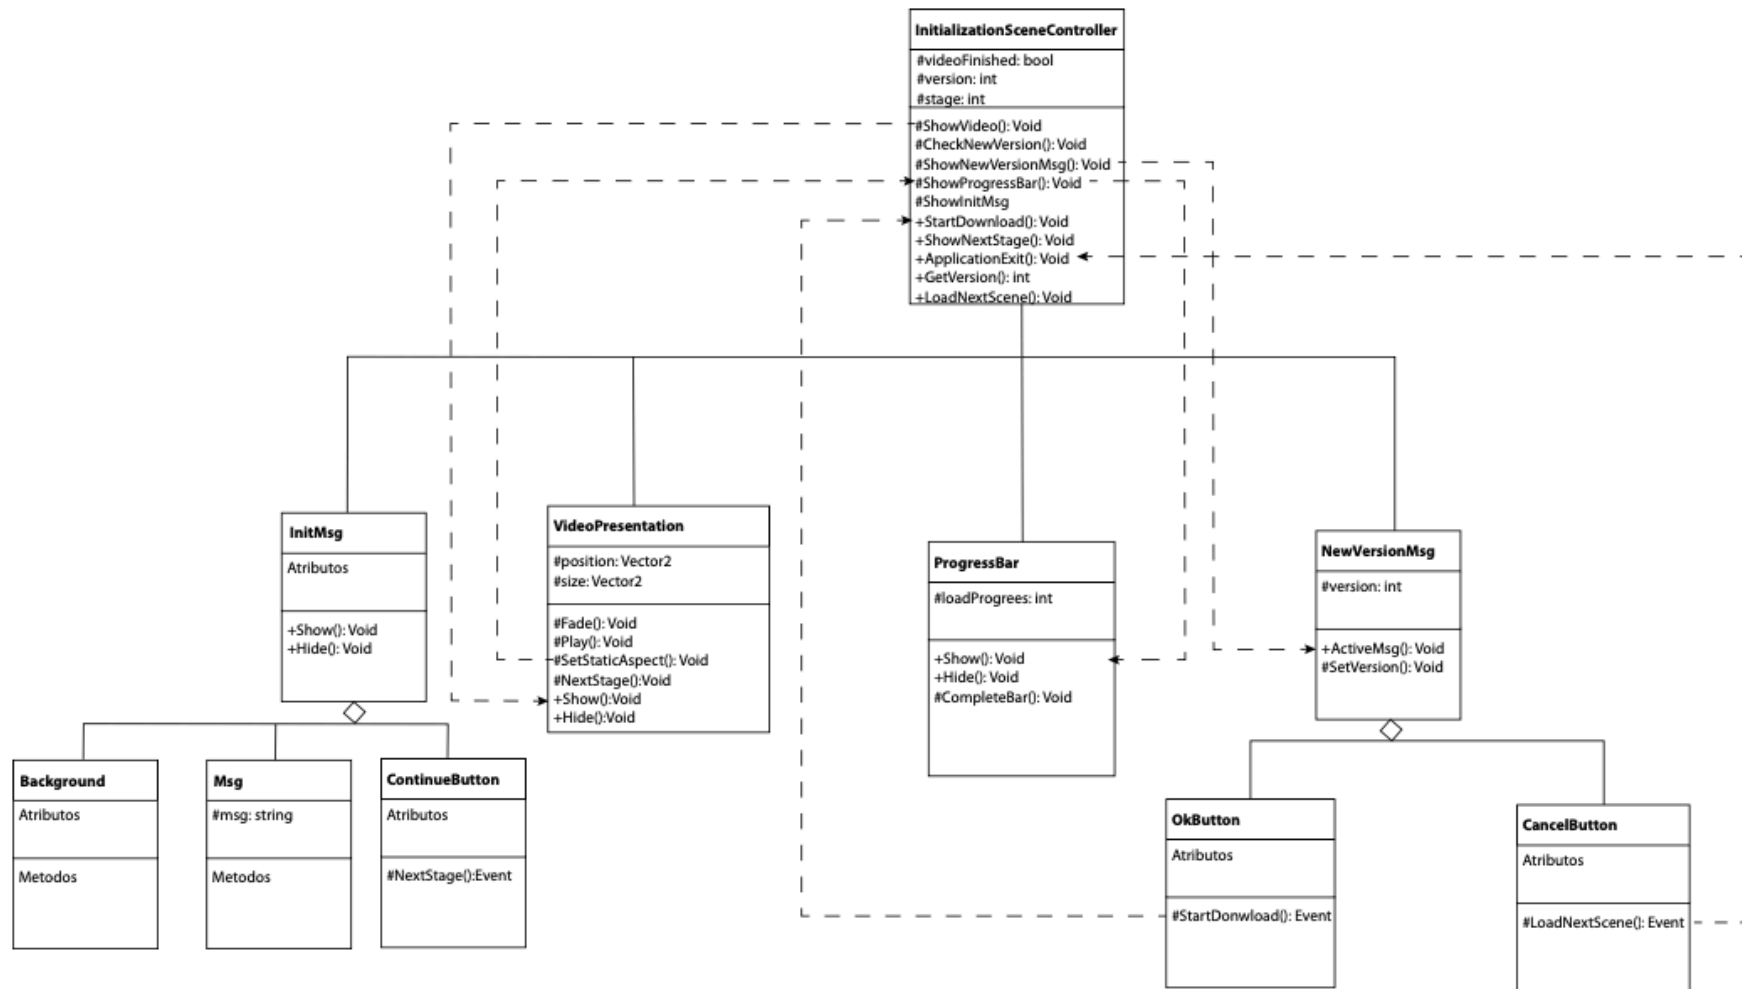 InitializationSceneController
#videoFinished: bool
#version: int
#stage: int
#ShowVideo(): Void
#CheckNewVersion(): Void
#ShowNewVersionMsg(): Void
#ShowProgressBar(): Void
#ShowInitMsg
+StartDownload(): Void
+ShowNextStage(): Void
+ApplicationExit(): Void
+GetVersion(): int
+LoadNextScene(): Void
InitMsg
Atributos
+Show(): Void
+Hide(): Void
VideoPresentation
#position: Vector2
#size: Vector2
#Fade(): Void
#Play(): Void
#SetStaticAspect(): Void
#NextStage():Void
+Show():Void
+Hide():Void
ProgressBar
#loadProgrees: int
+Show(): Void
+Hide(): Void
#CompleteBar(): Void
NewVersionMsg
#version: int
+ActiveMsg(): Void
#SetVersion(): Void
Background
Atributos
Metodos
Msg
#msg: string
Metodos
ContinueButton
Atributos
#NextStage():Event
OkButton
Atributos
#StartDonwload(): Event
CancelButton
Atributos
#LoadNextScene(): Event